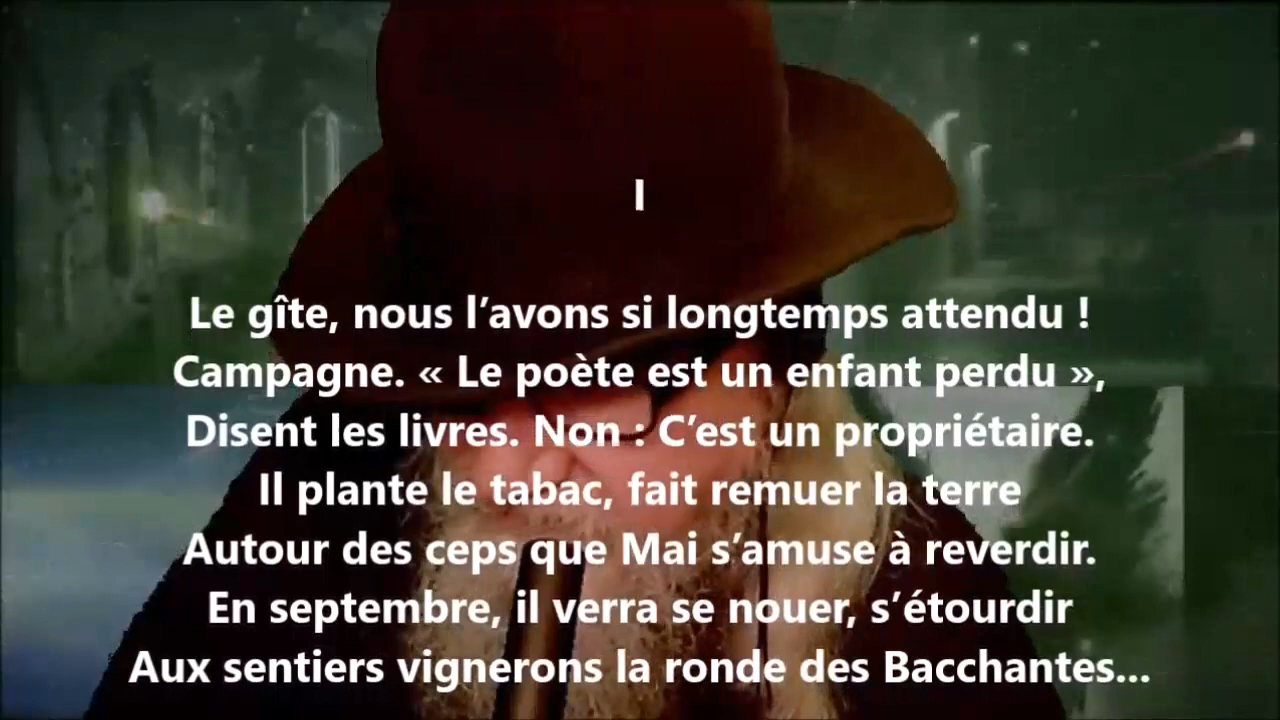 I
Le gîte, nous l’avons si longtemps attendu !
Campagne. « Le poète est un enfant perdu »,
Disent les livres. Non : C’est un propriétaire.
Il plante le tabac, fait remuer la terre
Autour des ceps que Mai s’amuse à reverdir.
En septembre, il verra se nouer, s’étourdir
Aux sentiers vignerons la ronde des Bacchantes...